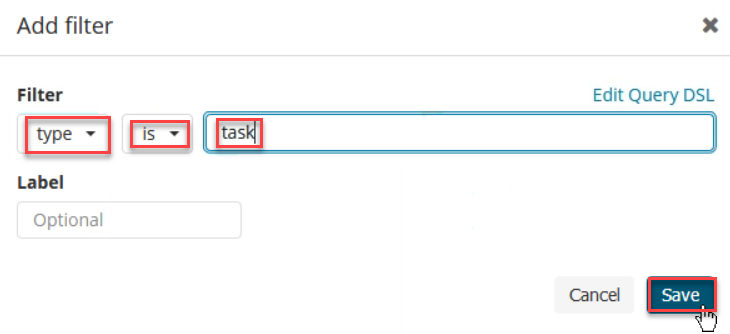 Add filter ✖
Filter Edit Query DSL
type is task
Label
Optional
Cancel Save